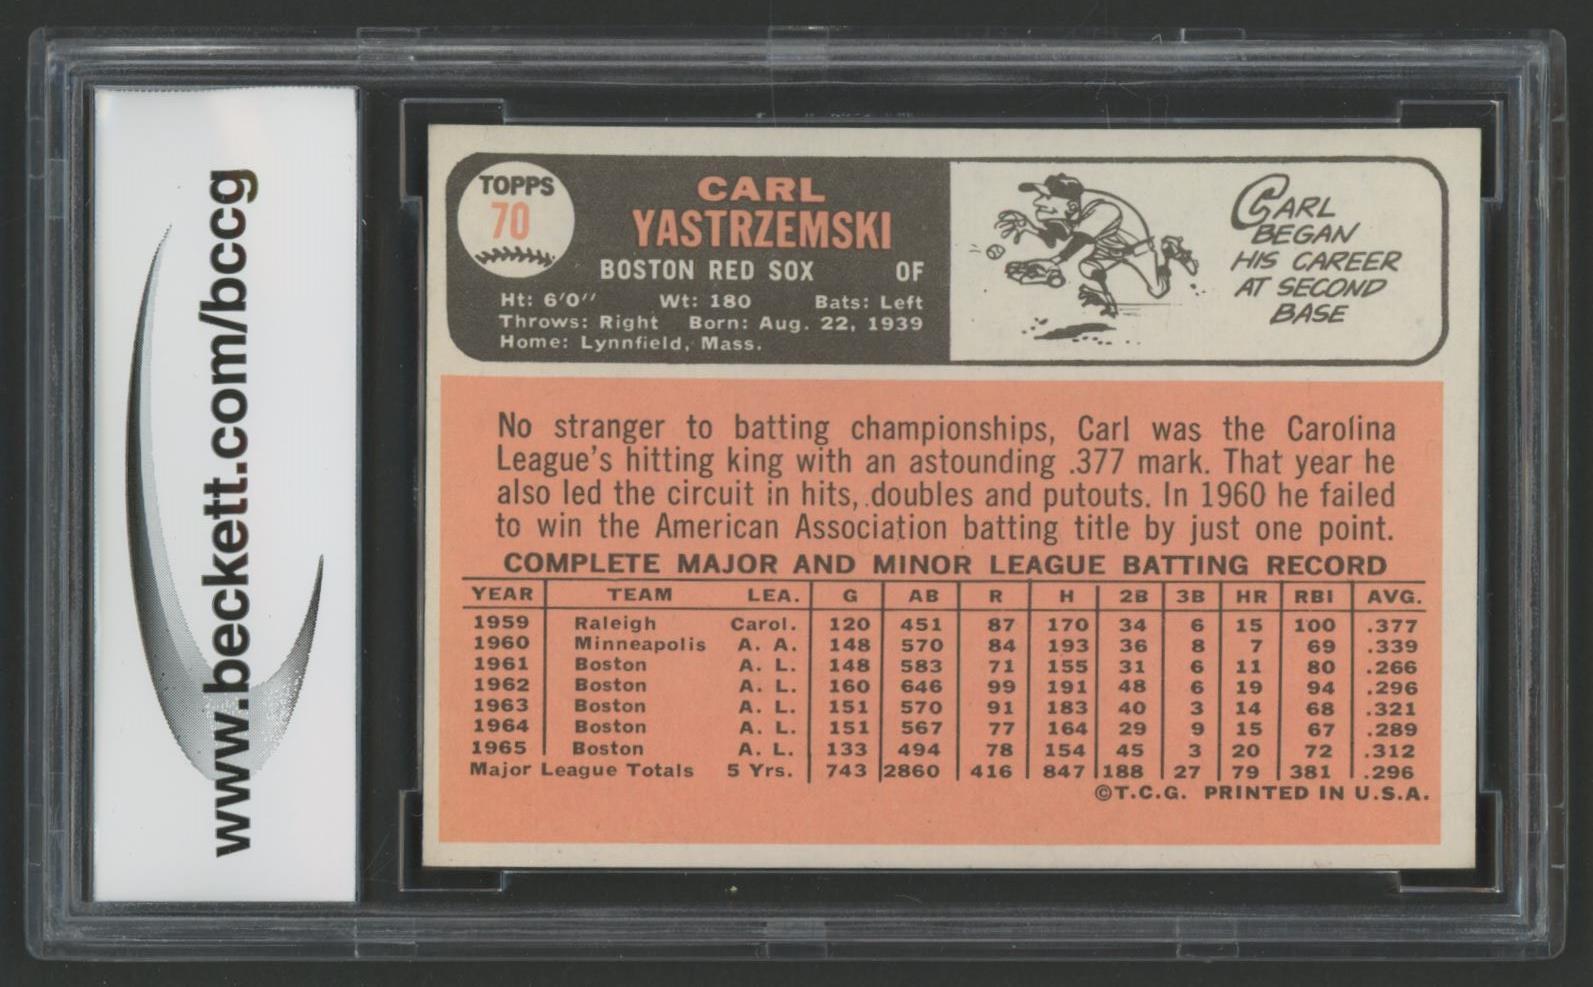 www.beckett.com/bccg
TOPPS
70
CARL
YASTRZEMSKI
BOSTON RED SOX OF
Ht: 6'0" Wt: 180 Bats: Left
Throws: Right Born: Aug. 22, 1939
Home: Lynnfield, Mass.
CARL
BEGAN
HIS CAREER
AT SECOND
BASE
No stranger to batting championships, Carl was the Carolina
League's hitting king with an astounding .377 mark. That year he
also led the circuit in hits, doubles and putouts. In 1960 he failed
to win the American Association batting title by just one point.
COMPLETE MAJOR AND MINOR LEAGUE BATTING RECORD
YEAR TEAM LEA. G AB R H 2B 3B HR RBI AVG.
1959 Raleigh Carol. 120 451 87 170 34 6 15 100 .377
1960 Minneapolis A. A. 148 570 84 193 36 8 7 69 .339
1961 Boston A. L. 148 583 71 155 31 6 11 80 .266
1962 Boston A. L. 160 646 99 191 48 6 19 94 .296
1963 Boston A. L. 151 570 91 183 40 3 14 68 .321
1964 Boston A. L. 151 567 77 164 29 9 15 67 .289
1965 Boston A. L. 133 494 78 154 45 3 20 72 .312
Major League Totals 5 Yrs. 743 2860 416 847 188 27 79 381 .296
©T.C.G. PRINTED IN U.S.A.